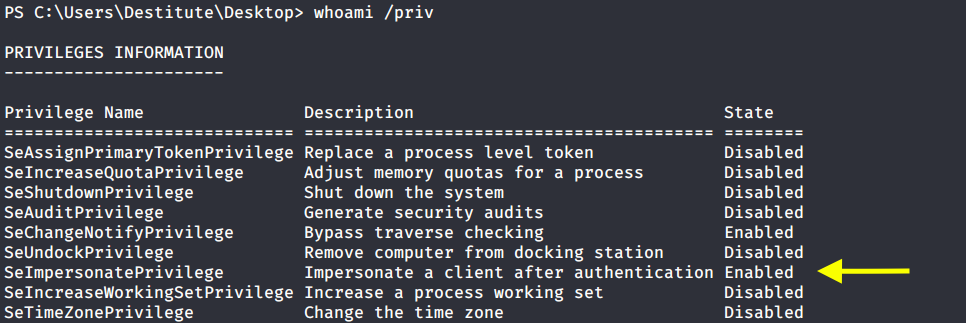 PS C:\Users\Destitute\Desktop> whoami /priv
PRIVILEGES INFORMATION
----------------------
Privilege Name                Description                               State
============================= ========================================= ========
SeAssignPrimaryTokenPrivilege Replace a process level token             Disabled
SeIncreaseQuotaPrivilege      Adjust memory quotas for a process        Disabled
SeShutdownPrivilege           Shut down the system                      Disabled
SeAuditPrivilege              Generate security audits                  Disabled
SeChangeNotifyPrivilege       Bypass traverse checking                  Enabled
SeUndockPrivilege             Remove computer from docking station      Disabled
SeImpersonatePrivilege        Impersonate a client after authentication Enabled
SeIncreaseWorkingSetPrivilege Increase a process working set            Disabled
SeTimeZonePrivilege           Change the time zone                      Disabled